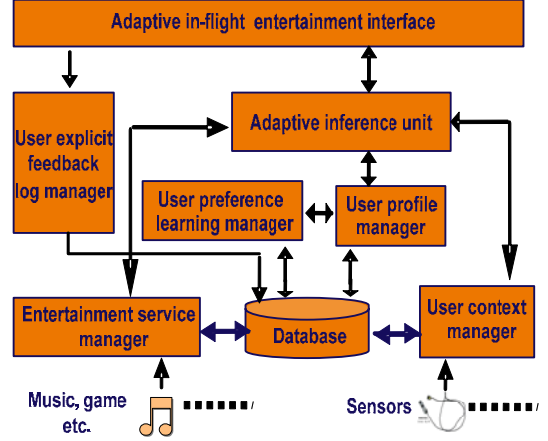 Adaptive in-flight entertainment interface
User explicit
feedback
log manager
Adaptive inference unit
User preference
learning manager
User profile
manager
Entertainment service
manager
Database
User context
manager
Music, game
etc.
Sensors